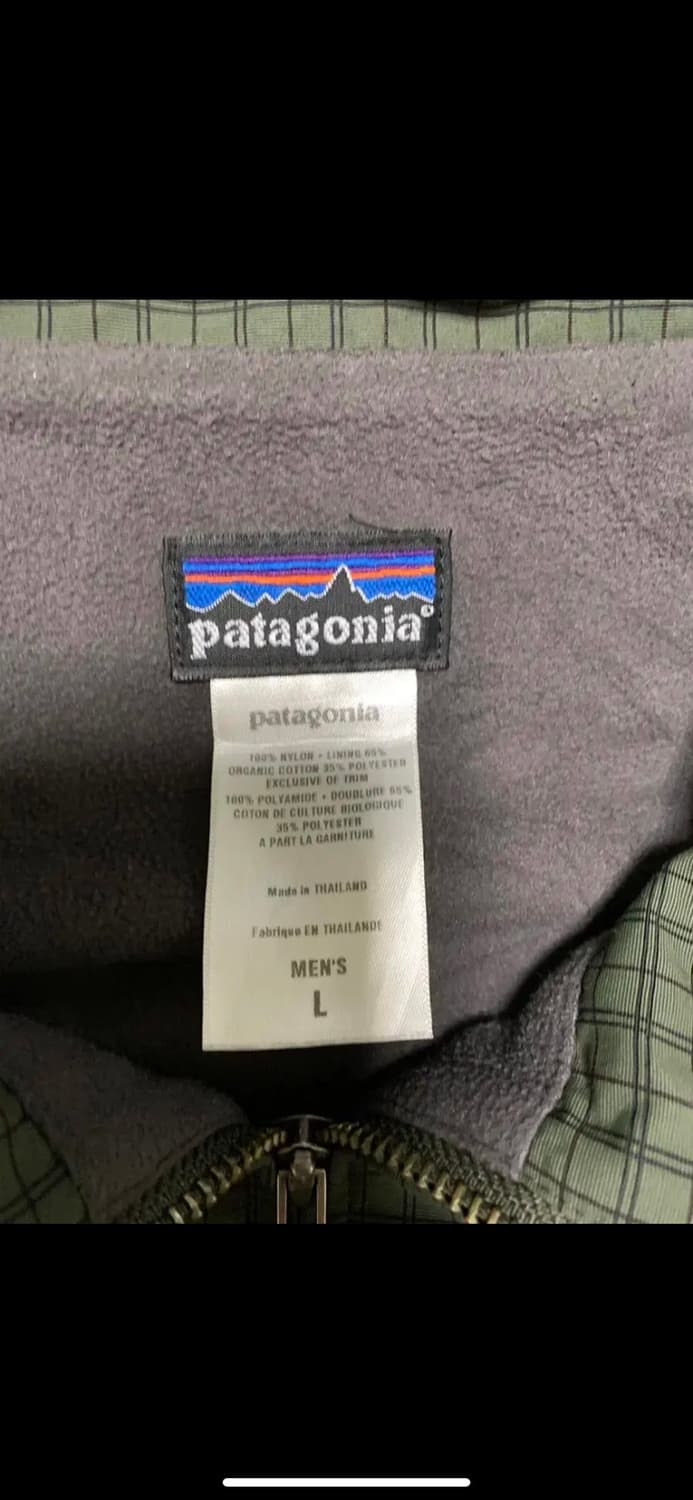 patagonia®
patagonia
100% NYLON • LINING 65%
ORGANIC COTTON 35% POLYESTER
EXCLUSIVE OF TRIM
100% POLYAMIDE • DOUBLURE 65%
COTON DE CULTURE BIOLOGIQUE
35% POLYESTER
A PART LA GARNITURE
Made in THAILAND
Fabrique EN THAILANDE
MEN'S
L